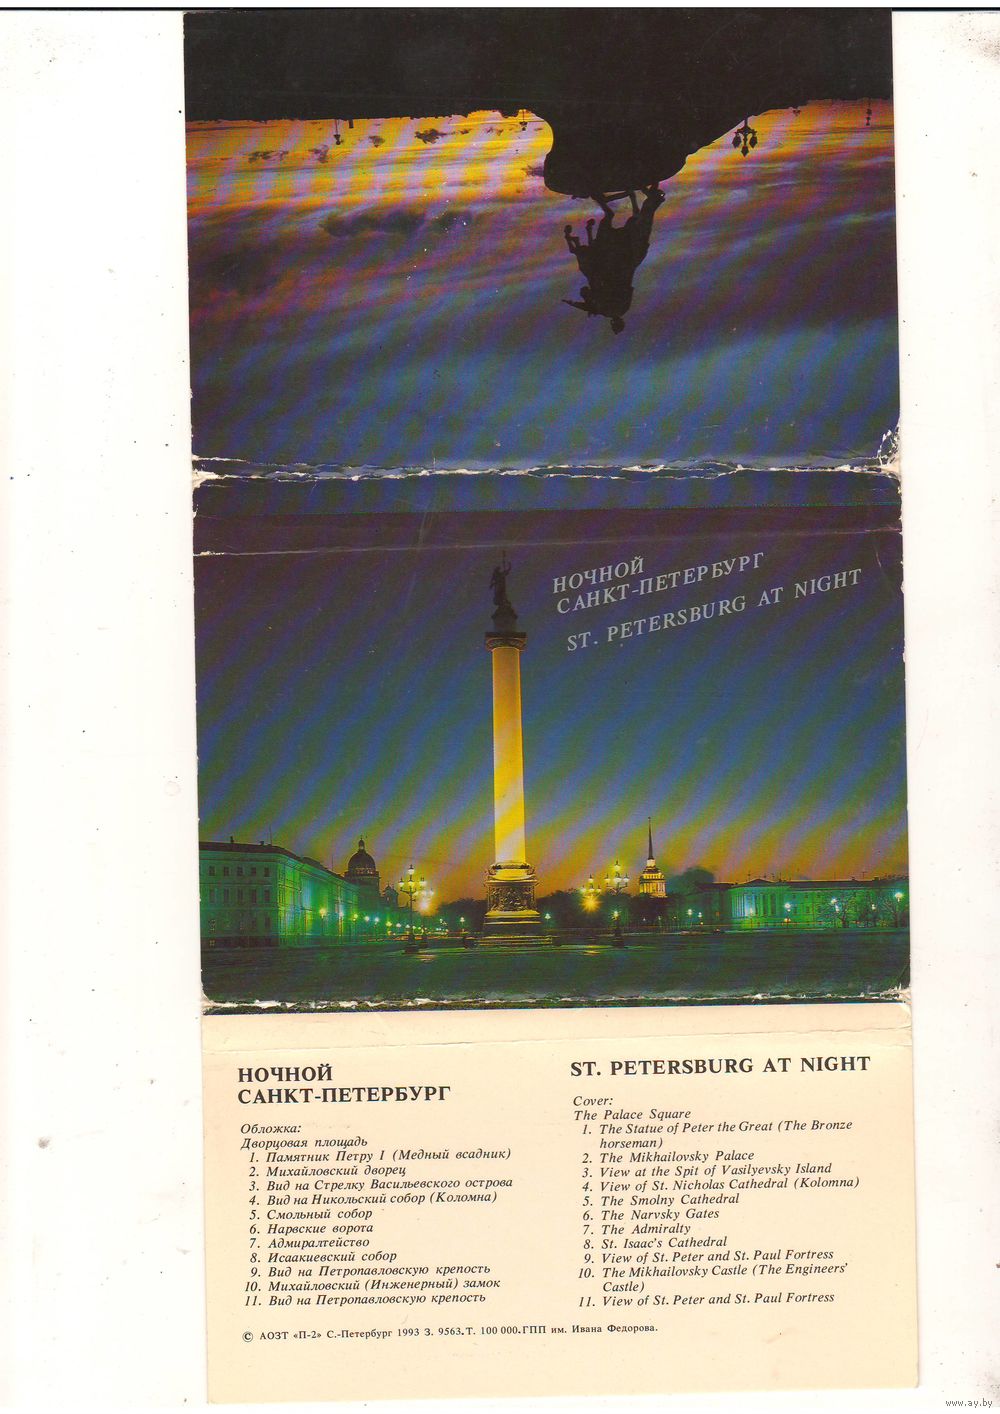 НОЧНОЙ
САНКТ-ПЕТЕРБУРГ
ST. PETERSBURG AT NIGHT
НОЧНОЙ
САНКТ-ПЕТЕРБУРГ
Обложка:
Дворцовая площадь
1. Памятник Петру I (Медный всадник)
2. Михайловский дворец
3. Вид на Стрелку Васильевского острова
4. Вид на Никольский собор (Коломна)
5. Смольный собор
6. Нарвские ворота
7. Адмиралтейство
8. Исаакиевский собор
9. Вид на Петропавловскую крепость
10. Михайловский (Инженерный) замок
11. Вид на Петропавловскую крепость
© АОЗТ «П-2» С.-Петербург 1993 З. 9563. Т. 100 000. ГПП им. Ивана Федорова.
ST. PETERSBURG AT NIGHT
Cover:
The Palace Square
1. The Statue of Peter the Great (The Bronze
horseman)
2. The Mikhailovsky Palace
3. View at the Spit of Vasilyevsky Island
4. View of St. Nicholas Cathedral (Kolomna)
5. The Smolny Cathedral
6. The Narvsky Gates
7. The Admiralty
8. St. Isaac's Cathedral
9. View of St. Peter and St. Paul Fortress
10. The Mikhailovsky Castle (The Engineers'
Castle)
11. View of St. Peter and St. Paul Fortress
www.ay.by